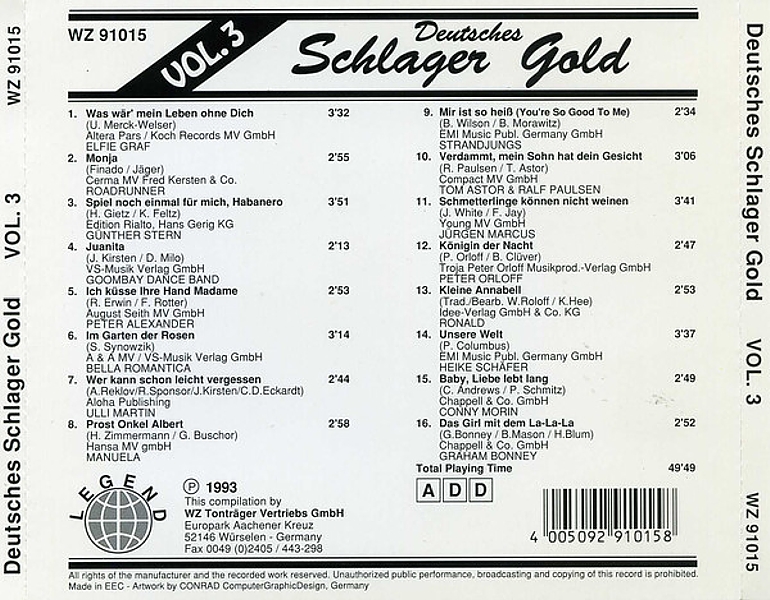 WZ 91015
VOL. 3
Deutsches
Schlager Gold
1. Was wär' mein Leben ohne Dich 3'32
(U. Merck-Welser)
Altera Pars / Koch Records MV GmbH
ELFIE GRAF
2. Monja 2'55
(Finado / Jäger)
Cerma MV Fred Kersten & Co.
ROADRUNNER
3. Spiel noch einmal für mich, Habanero 3'51
(H. Gietz / K. Feltz)
Edition Rialto, Hans Gerig KG
GÜNTHER STERN
4. Juanita 2'13
(J. Kirsten / D. Milo)
VS-Musik Verlag GmbH
GOOMBAY DANCE BAND
5. Ich küsse Ihre Hand Madame 2'53
(R. Erwin / F. Rotter)
August Seith MV GmbH
PETER ALEXANDER
6. Im Garten der Rosen 3'14
(S. Synowzik)
A & A MV / VS-Musik Verlag GmbH
BELLA ROMANTICA
7. Wer kann schon leicht vergessen 2'44
(A.Reklov/R.Sponsor/J.Kirsten/C.D.Eckardt)
Aloha Publishing
ULLI MARTIN
8. Prost Onkel Albert 2'58
(H. Zimmermann / G. Buschor)
Hansa MV gmbH
MANUELA
9. Mir ist so heiß (You're So Good To Me) 2'34
(B. Wilson / B. Morawitz)
EMI Music Publ. Germany GmbH
STRANDJUNGS
10. Verdammt, mein Sohn hat dein Gesicht 3'06
(R. Paulsen / T. Astor)
Compact MV GmbH
TOM ASTOR & RALF PAULSEN
11. Schmetterlinge können nicht weinen 3'41
(J. White / F. Jay)
Young MV GmbH
JÜRGEN MARCUS
12. Königin der Nacht 2'47
(P. Orloff / B. Clüver)
Troja Peter Orloff Musikprod.-Verlag GmbH
PETER ORLOFF
13. Kleine Annabell 2'53
(Trad./Bearb. W.Roloff / K.Hee)
Idee-Verlag GmbH & Co. KG
RONALD
14. Unsere Welt 3'37
(P. Columbus)
EMI Music Publ. Germany GmbH
HEIKE SCHÄFER
15. Baby, Liebe lebt lang 2'49
(C. Andrews / P. Schmitz)
Chappell & Co. GmbH
CONNY MORIN
16. Das Girl mit dem La-La-La 2'52
(G.Bonney / B.Mason / H.Blum)
Chappell & Co. GmbH
GRAHAM BONNEY
Total Playing Time 49'49
LEGEND
Ⓟ 1993
This compilation by
WZ Tonträger Vertriebs GmbH
Europark Aachener Kreuz
52146 Würselen - Germany
Fax 0049 (0)2405 / 443-298
A D D
4 005092 910158
All rights of the manufacturer and the recorded work reserved. Unauthorized public performance, broadcasting and copying of this record is prohibited.
Made in EEC - Artwork by CONRAD ComputerGraphicDesign, Germany
Deutsches Schlager Gold VOL. 3 WZ 91015
Deutsches Schlager Gold VOL. 3 WZ 91015